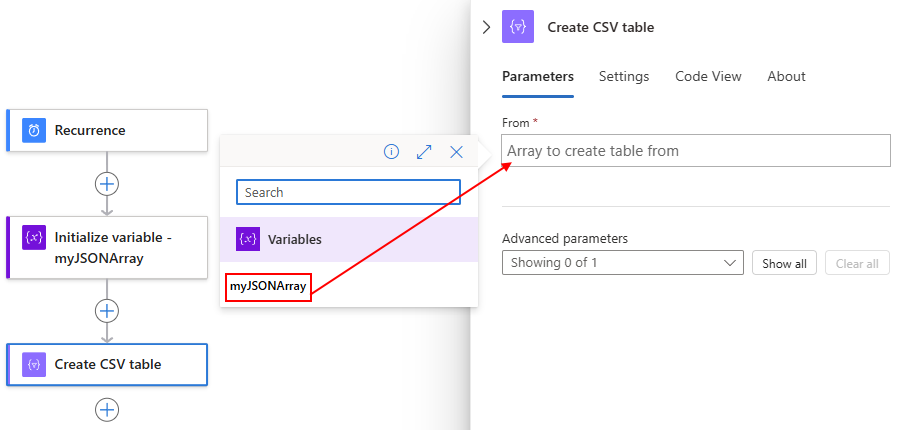 Recurrence
Initialize variable -
myJSONArray
Create CSV table
Search
Variables
myJSONArray
Create CSV table
Parameters
Settings
Code View
About
From *
Array to create table from
Advanced parameters
Showing 0 of 1
Show all
Clear all